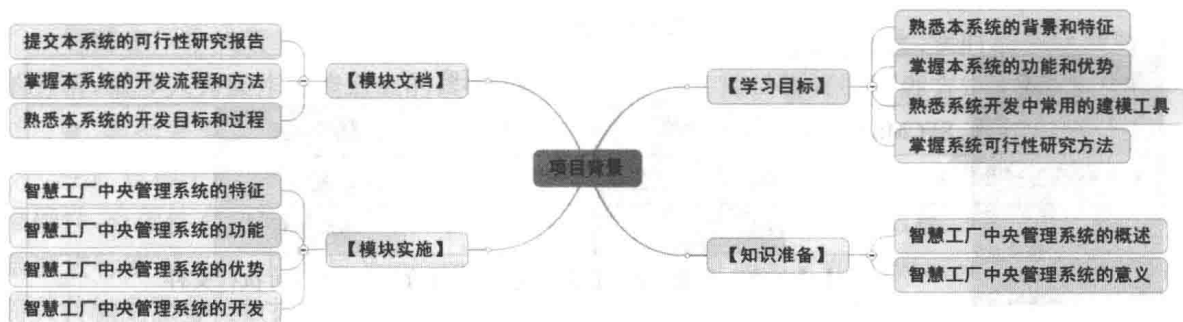 提交本系统的可行性研究报告
掌握本系统的开发流程和方法
熟悉本系统的开发目标和过程
【模块文档】
智慧工厂中央管理系统的特征
智慧工厂中央管理系统的功能
智慧工厂中央管理系统的优势
智慧工厂中央管理系统的开发
【模块实施】
项目背景
【学习目标】
熟悉本系统的背景和特征
掌握本系统的功能和优势
熟悉系统开发中常用的建模工具
掌握系统可行性研究方法
【知识准备】
智慧工厂中央管理系统的概述
智慧工厂中央管理系统的意义